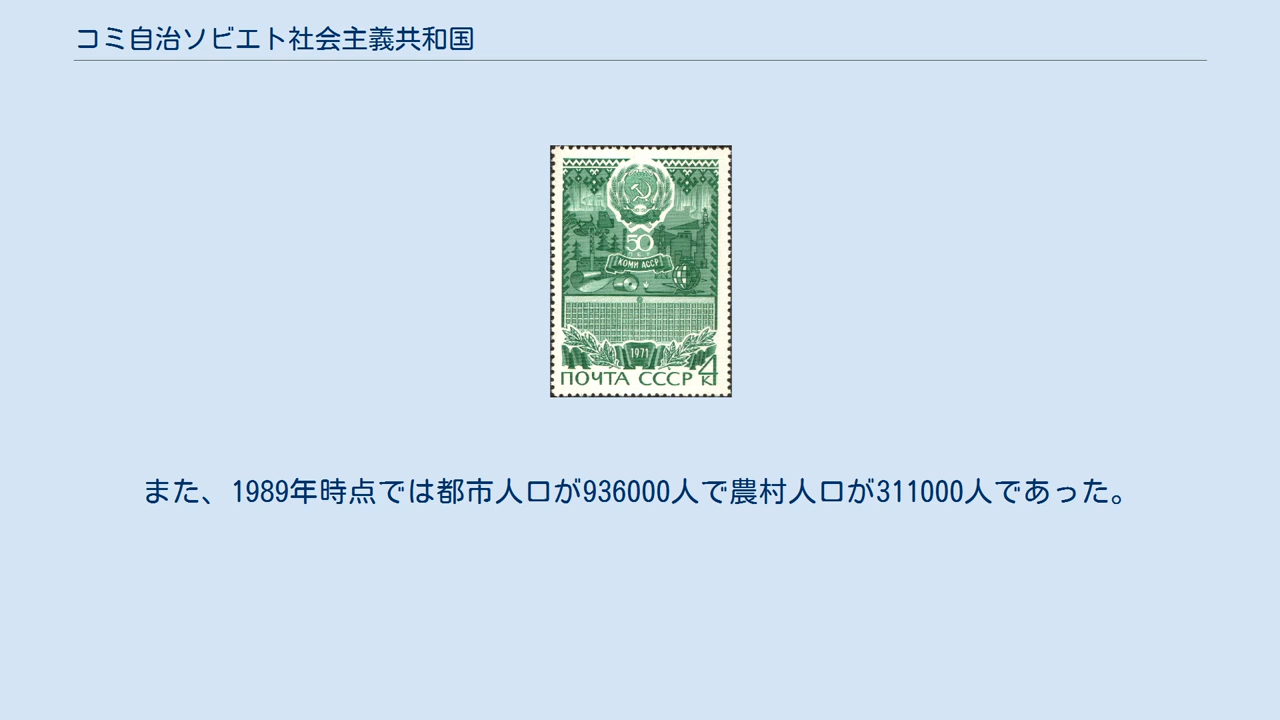 コミ自治ソビエト社会主義共和国
50
ЛЕТ
КОМИ АССР
1971
ПОЧТА СССР 4к
また、1989年時点では都市人口が936000人で農村人口が311000人であった。